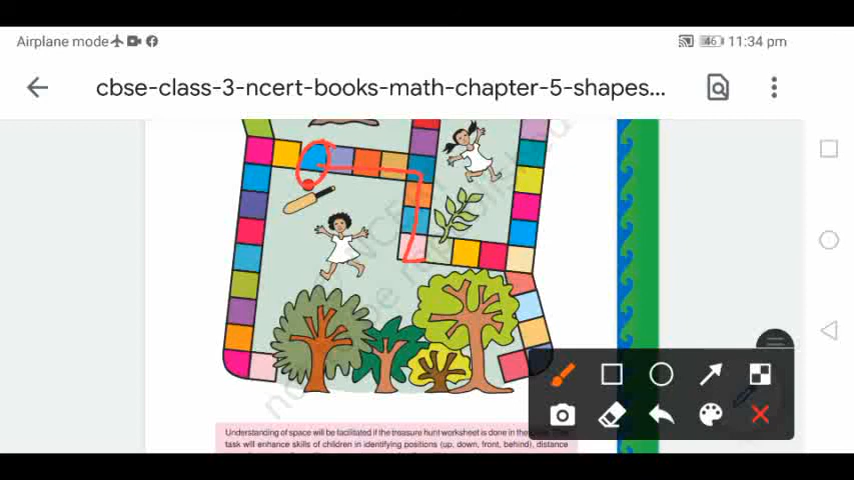 Airplane mode
46 11:34 pm
cbse-class-3-ncert-books-math-chapter-5-shapes...
Understanding of space will be facilitated if the treasure hunt worksheet is done in the
task will enhance skills of children in identifying positions (up, down, front, behind), distance